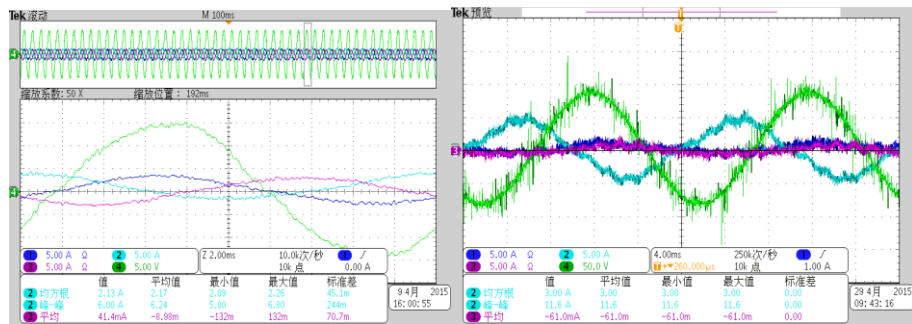 Tek 滚动
M 100ms
4
缩放系数: 50 X
缩放位置: 192ms
4
1 5.00 A Ω
2 5.00 A
3 5.00 A Ω
4 5.00 V
Z 2.00ms
10.0k次/秒
10k 点
1
0.00 A
值
平均值
最小值
最大值
标准差
2 均方根
2.13 A
2.17
2.09
2.26
45.1m
2 峰-峰
6.00 A
6.24
5.80
6.80
244m
3 平均
41.4mA
-8.98m
-132m
132m
70.7m
9 4月 2015
16:00:55
Tek 预览
T
T
3
1 5.00 A Ω
2 5.00 A
3 5.00 A Ω
4 50.0 V
4.00ms
250k次/秒
1
T→▼260.000µs
10k 点
1.00 A
值
平均值
最小值
最大值
标准差
2 均方根
3.00 A
3.00
3.00
3.00
0.00
2 峰-峰
11.6 A
11.6
11.6
11.6
0.00
3 平均
-61.0mA
-61.0m
-61.0m
-61.0m
0.00
29 4月 2015
09:43:16